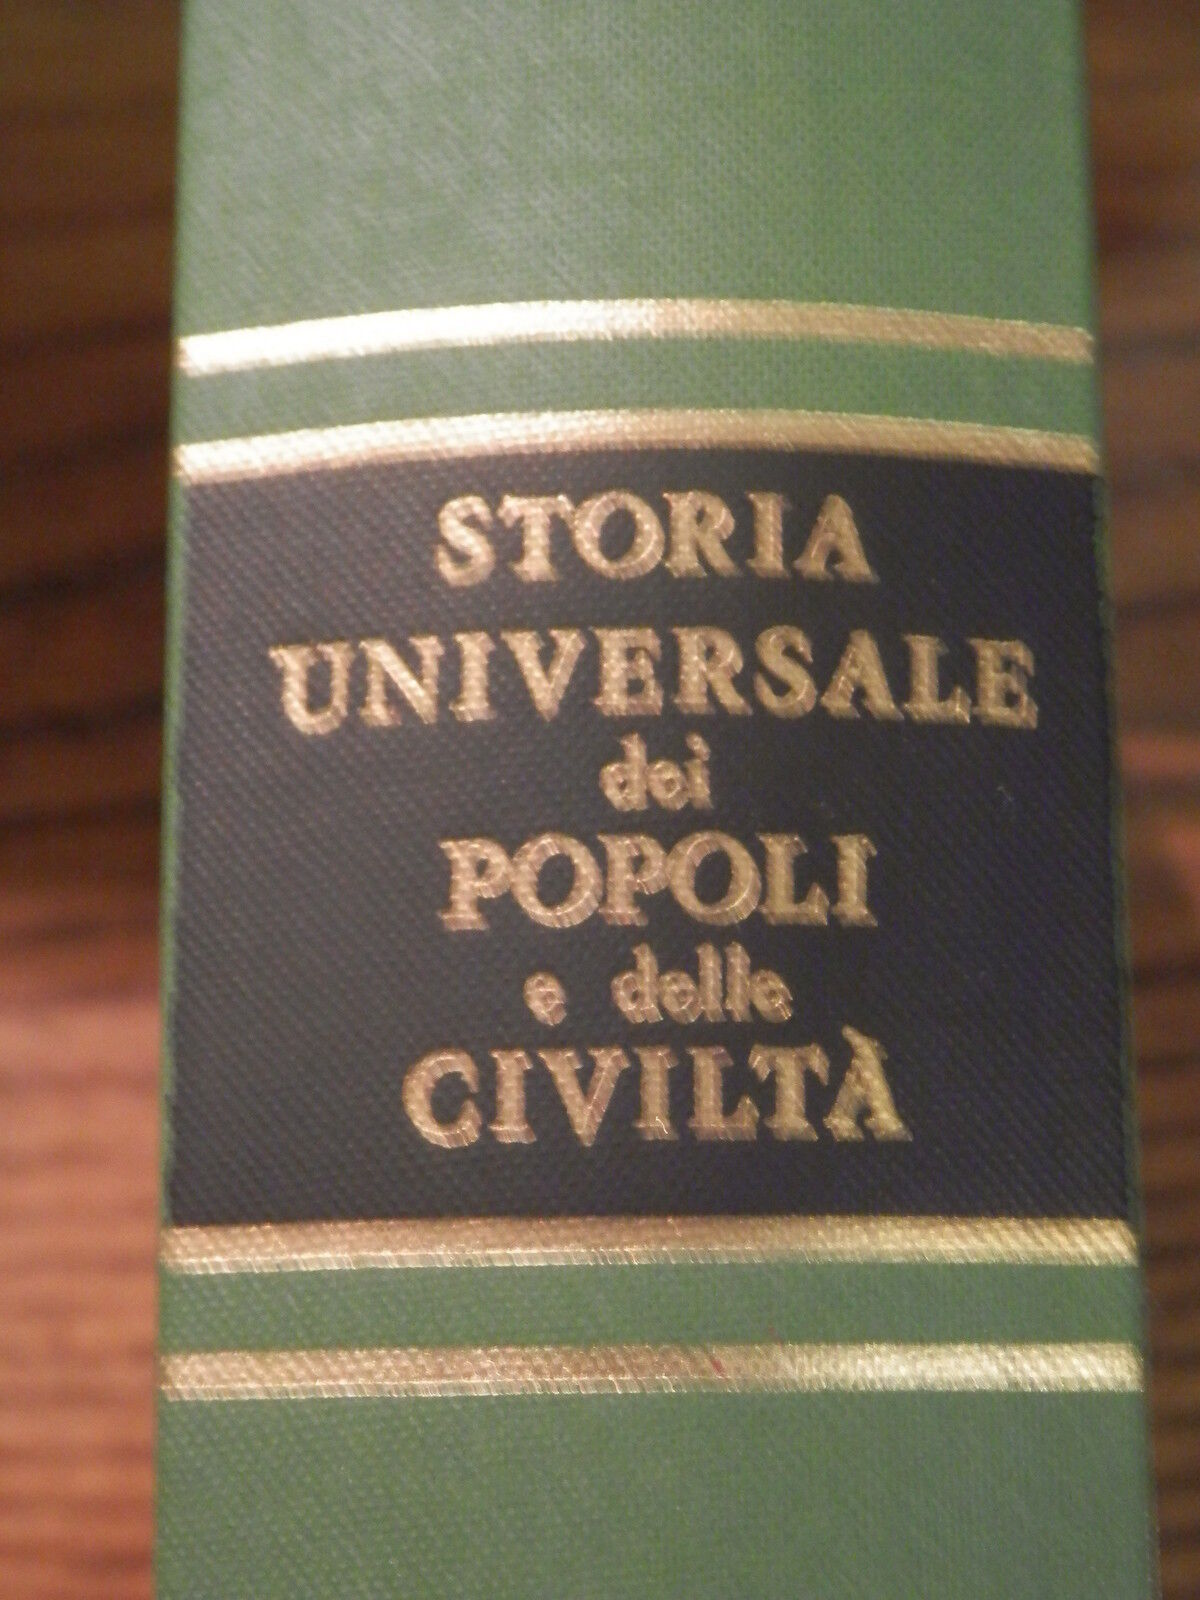 STORIA
UNIVERSALE
dei
POPOLI
e delle
CIVILTÀ